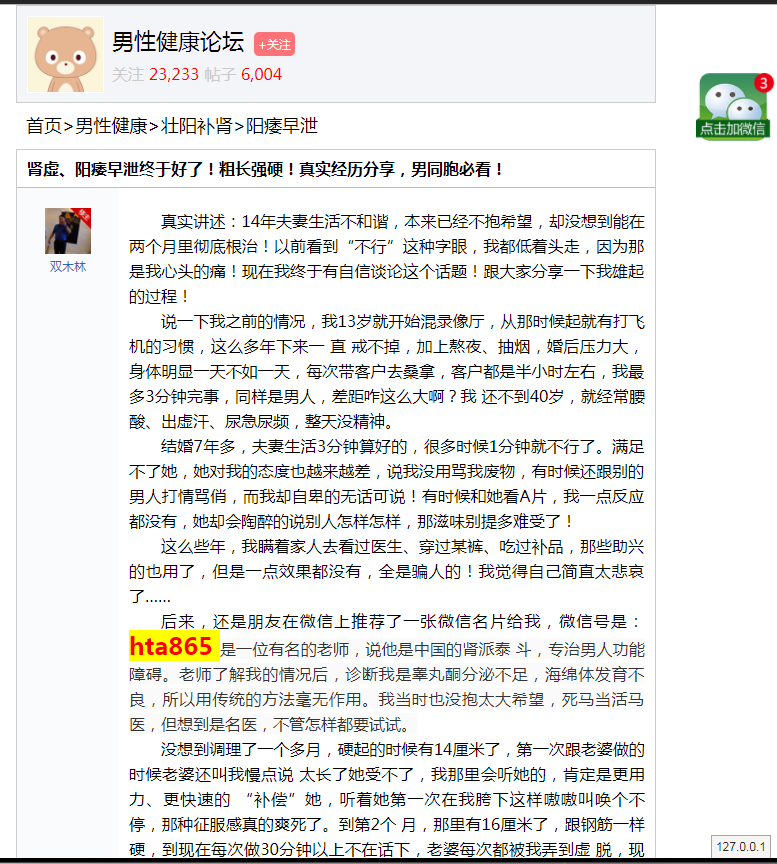 男性健康论坛 +关注
关注 23,233 帖子 6,004
3
点击加微信
首页>男性健康>壮阳补肾>阳痿早泄
肾虚、阳痿早泄终于好了！粗长强硬！真实经历分享，男同胞必看！
楼主
双木林
真实讲述：14年夫妻生活不和谐，本来已经不抱希望，却没想到能在
两个月里彻底根治！以前看到“不行”这种字眼，我都低着头走，因为那
是我心头的痛！现在我终于有自信谈论这个话题！跟大家分享一下我雄起
的过程！
说一下我之前的情况，我13岁就开始混录像厅，从那时候起就有打飞
机的习惯，这么多年下来一 直 戒不掉，加上熬夜、抽烟，婚后压力大，
身体明显一天不如一天，每次带客户去桑拿，客户都是半小时左右，我最
多3分钟完事，同样是男人，差距咋这么大啊？我 还不到40岁，就经常腰
酸、出虚汗、尿急尿频，整天没精神。
结婚7年多，夫妻生活3分钟算好的，很多时候1分钟就不行了。满足
不了她，她对我的态度也越来越差，说我没用骂我废物，有时候还跟别的
男人打情骂俏，而我却自卑的无话可说！有时候和她看A片，我一点反应
都没有，她却会陶醉的说别人怎样怎样，那滋味别提多难受了！
这么些年，我瞒着家人去看过医生、穿过某裤、吃过补品，那些助兴
的也用了，但是一点效果都没有，全是骗人的！我觉得自己简直太悲哀
了……
后来，还是朋友在微信上推荐了一张微信名片给我，微信号是：
hta865 是一位有名的老师，说他是中国的肾派泰 斗，专治男人功能
障碍。老师了解我的情况后，诊断我是睾丸酮分泌不足，海绵体发育不
良，所以用传统的方法毫无作用。我当时也没抱太大希望，死马当活马
医，但想到是名医，不管怎样都要试试。
没想到调理了一个多月，硬起的时候有14厘米了，第一次跟老婆做的
时候老婆还叫我慢点说 太长了她受不了，我那里会听她的，肯定是更用
力、更快速的 “补偿”她，听着她第一次在我胯下这样嗷嗷叫唤个不
停，那种征服感真的爽死了。到第2个 月，那里有16厘米了，跟钢筋一样
硬，到现在每次做30分钟以上不在话下，老婆每次都被我弄到虚 脱，现
127.0.0.1